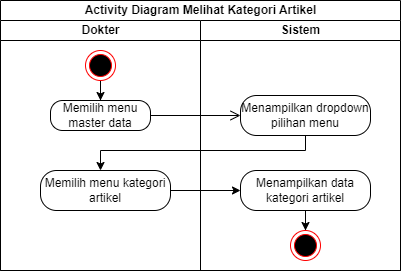 Activity Diagram Melihat Kategori Artikel
Dokter
Sistem
Memilih menu
master data
Menampilkan dropdown
pilihan menu
Memilih menu kategori
artikel
Menampilkan data
kategori artikel